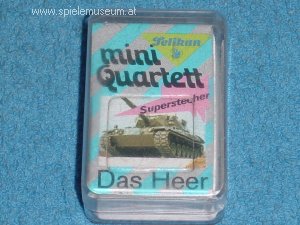 www.spielemuseum.at
Pelikan
mini
Quartett
Superstecher
Das Heer